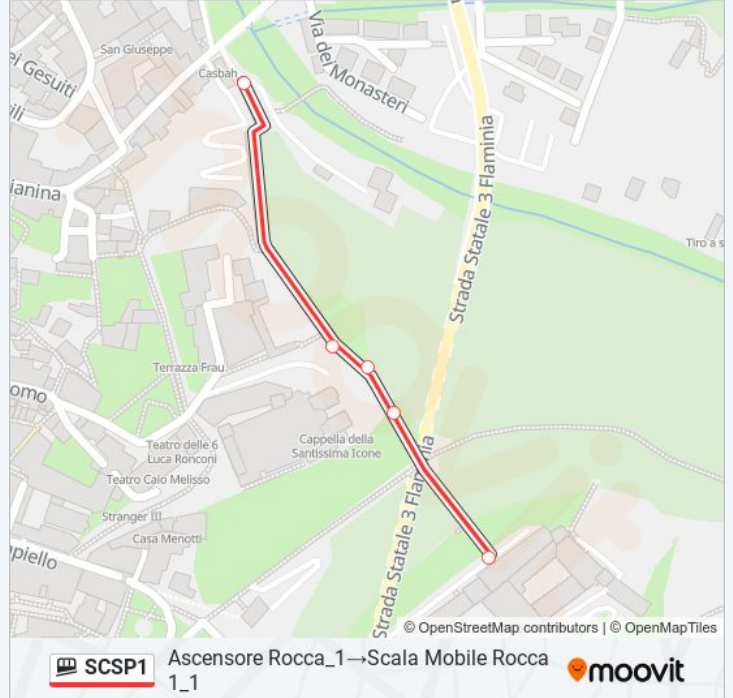 San Giuseppe
ei Gesuiti
Casbah
Via dei Monasteri
rili
ianina
Strada Statale 3 Flaminia
Tiro a s
Terrazza Frau
omo
Teatro delle 6
Luca Ronconi
Cappella della
Santissima Icone
Teatro Caio Melisso
Stranger III
Casa Menotti
Strada Statale 3 Flaminia
npiello
© OpenStreetMap contributors | © OpenMapTiles
SCSP1
Ascensore Rocca_1→Scala Mobile Rocca
1_1
moovit